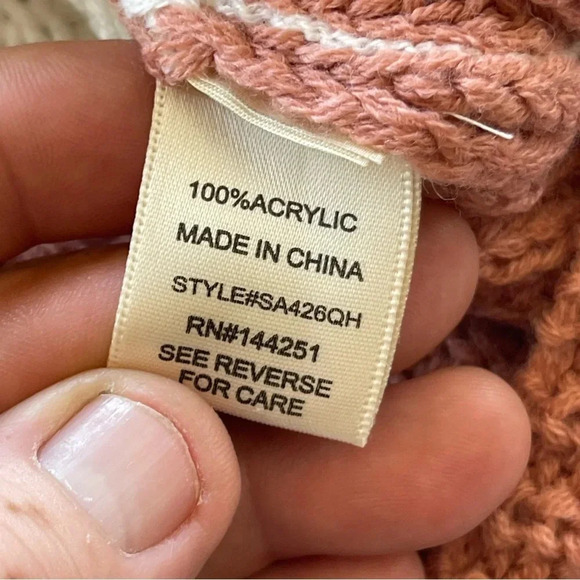 100%ACRYLIC
MADE IN CHINA
STYLE#SA426QH
RN#144251
SEE REVERSE
FOR CARE